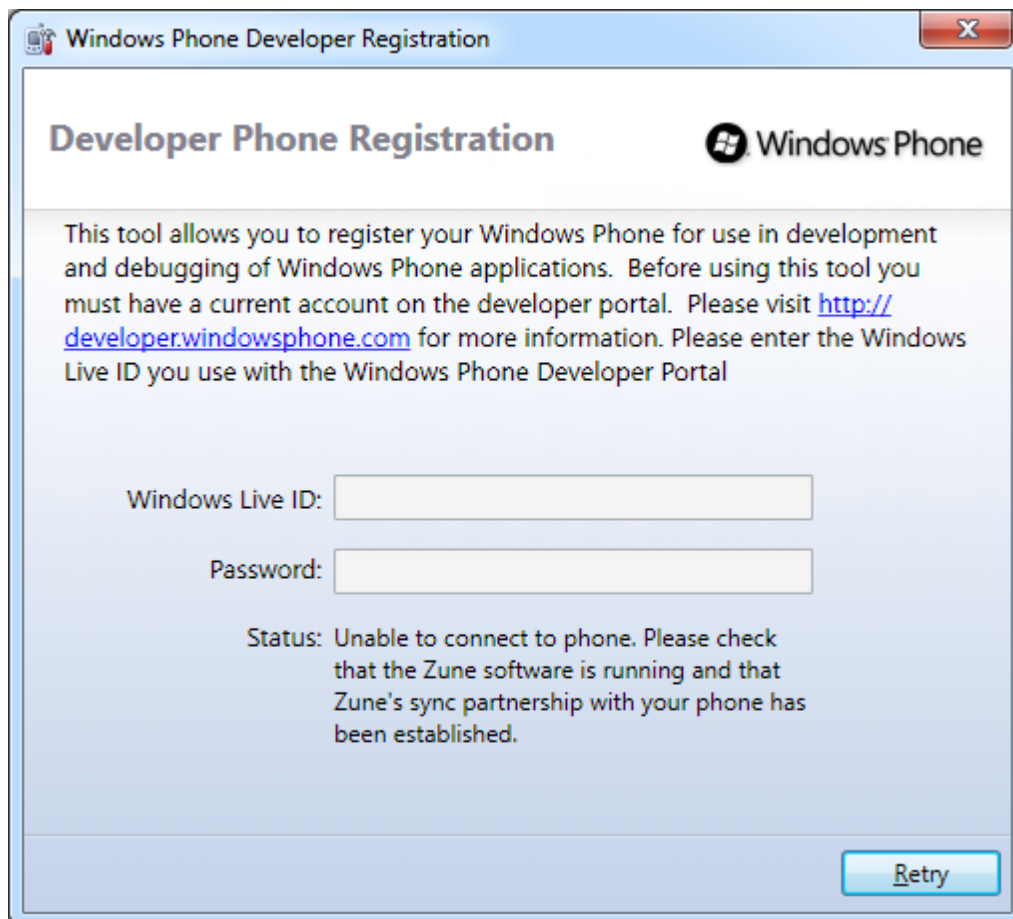 Windows Phone Developer Registration
Developer Phone Registration
Windows Phone
This tool allows you to register your Windows Phone for use in development
and debugging of Windows Phone applications.  Before using this tool you
must have a current account on the developer portal.  Please visit http://
developer.windowsphone.com for more information. Please enter the Windows
Live ID you use with the Windows Phone Developer Portal
Windows Live ID:
Password:
Status: Unable to connect to phone. Please check
that the Zune software is running and that
Zune's sync partnership with your phone has
been established.
Retry